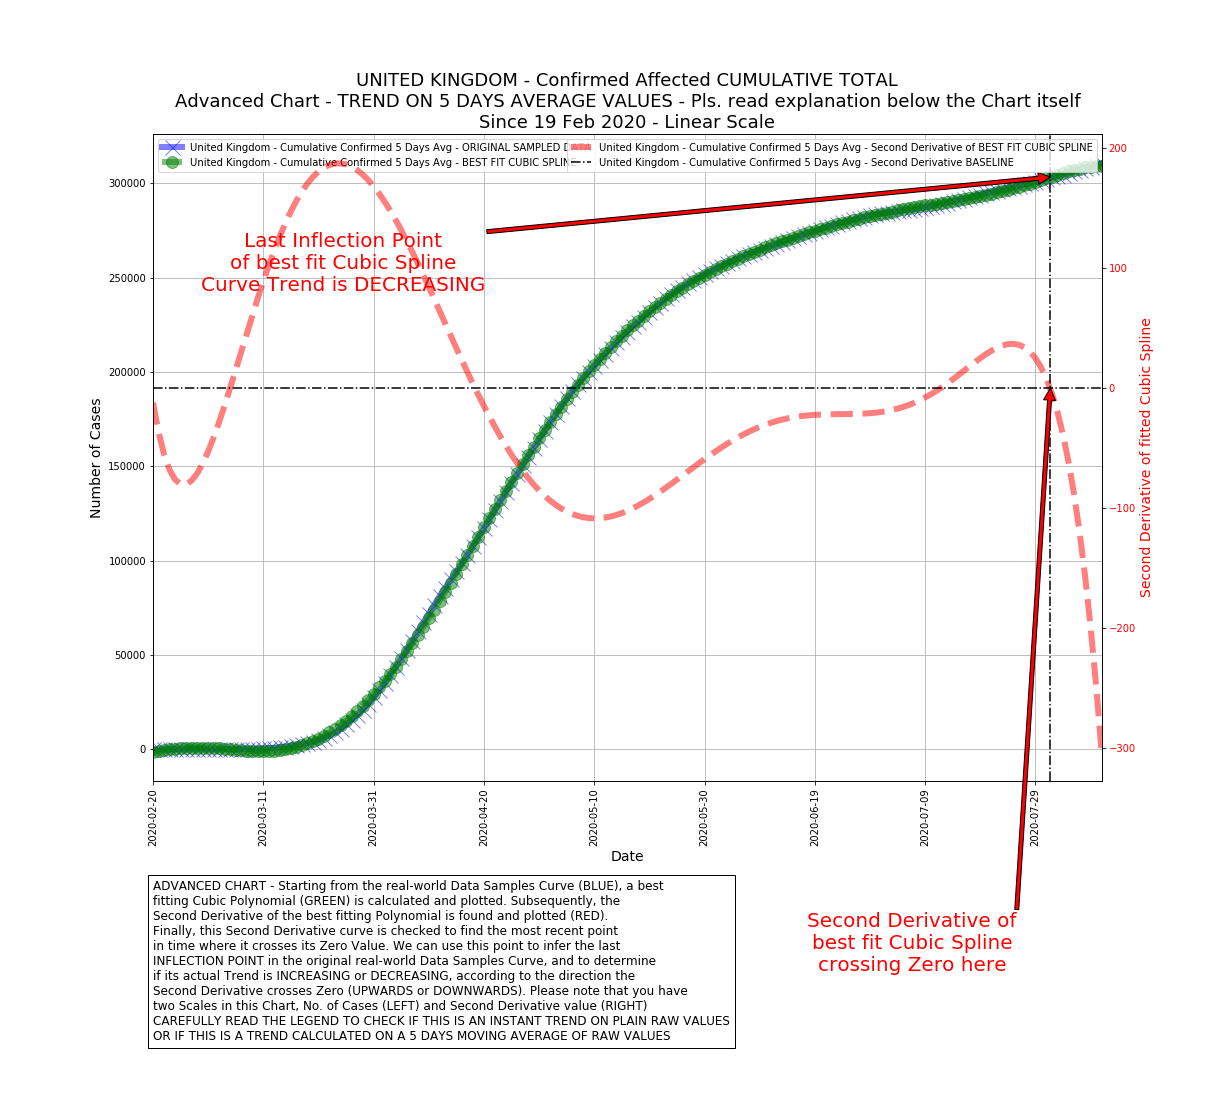 UNITED KINGDOM - Confirmed Affected CUMULATIVE TOTAL
Advanced Chart - TREND ON 5 DAYS AVERAGE VALUES - Pls. read explanation below the Chart itself
Since 19 Feb 2020 - Linear Scale
United Kingdom - Cumulative Confirmed 5 Days Avg - ORIGINAL SAMPLED DATA
United Kingdom - Cumulative Confirmed 5 Days Avg - BEST FIT CUBIC SPLINE
United Kingdom - Cumulative Confirmed 5 Days Avg - Second Derivative of BEST FIT CUBIC SPLINE
United Kingdom - Cumulative Confirmed 5 Days Avg - Second Derivative BASELINE
Last Inflection Point
of best fit Cubic Spline
Curve Trend is DECREASING
Number of Cases
300000
250000
200000
150000
100000
50000
0
200
100
0
−100
−200
−300
Second Derivative of fitted Cubic Spline
2020-02-20
2020-03-11
2020-03-31
2020-04-20
2020-05-10
2020-05-30
2020-06-19
2020-07-09
2020-07-29
Date
ADVANCED CHART - Starting from the real-world Data Samples Curve (BLUE), a best
fitting Cubic Polynomial (GREEN) is calculated and plotted. Subsequently, the
Second Derivative of the best fitting Polynomial is found and plotted (RED).
Finally, this Second Derivative curve is checked to find the most recent point
in time where it crosses its Zero Value. We can use this point to infer the last
INFLECTION POINT in the original real-world Data Samples Curve, and to determine
if its actual Trend is INCREASING or DECREASING, according to the direction the
Second Derivative crosses Zero (UPWARDS or DOWNWARDS). Please note that you have
two Scales in this Chart, No. of Cases (LEFT) and Second Derivative value (RIGHT)
CAREFULLY READ THE LEGEND TO CHECK IF THIS IS AN INSTANT TREND ON PLAIN RAW VALUES
OR IF THIS IS A TREND CALCULATED ON A 5 DAYS MOVING AVERAGE OF RAW VALUES
Second Derivative of
best fit Cubic Spline
crossing Zero here